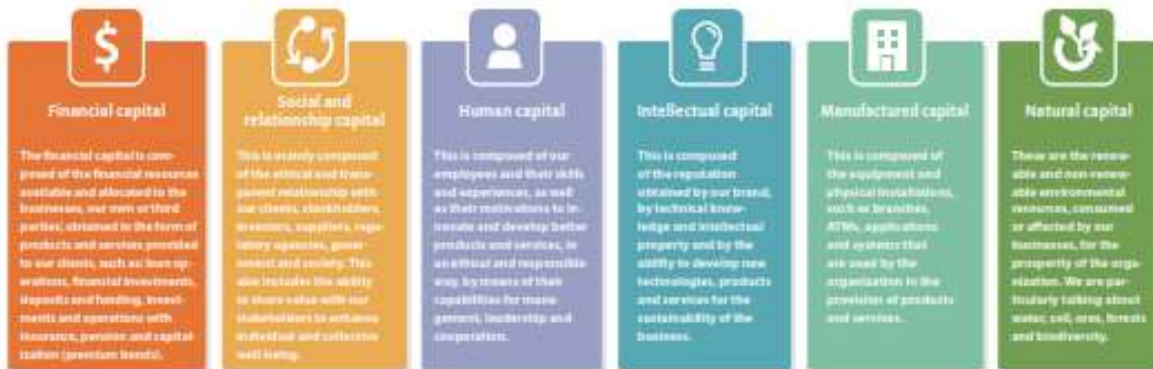 Financial capital
The financial capital is com-
posed of the financial resources
available and allocated to the
businesses, our own or third
parties', obtained in the form of
products and services provided
to our clients, such as: loan op-
erations, financial investments,
deposits and funding, invest-
ments and operations with
insurance, pension and capital-
ization (premium bonds).
Social and
relationship capital
This is mainly composed
of the ethical and trans-
parent relationship with
our clients, stockholders,
investors, suppliers, regu-
latory agencies, govern-
ment and society. This
also includes the ability
to share value with our
stakeholders to enhance
individual and collective
well-being.
Human capital
This is composed of our
employees and their skills
and experiences, as well
as their motivations to in-
novate and develop better
products and services, in
an ethical and responsible
way, by means of their
capabilities for mana-
gement, leadership and
cooperation.
Intellectual capital
This is composed
of the reputation
obtained by our brand,
by technical know-
ledge and intellectual
property and by the
ability to develop new
technologies, products
and services for the
sustainability of the
business.
Manufactured capital
This is composed of
the equipment and
physical installations,
such as branches,
ATMs, applications
and systems that
are used by the
organization in the
provision of products
and services.
Natural capital
These are the renew-
able and non-renew-
able environmental
resources, consumed
or affected by our
businesses, for the
prosperity of the orga-
nization. We are par-
ticularly talking about
water, soil, ores, forests
and biodiversity.